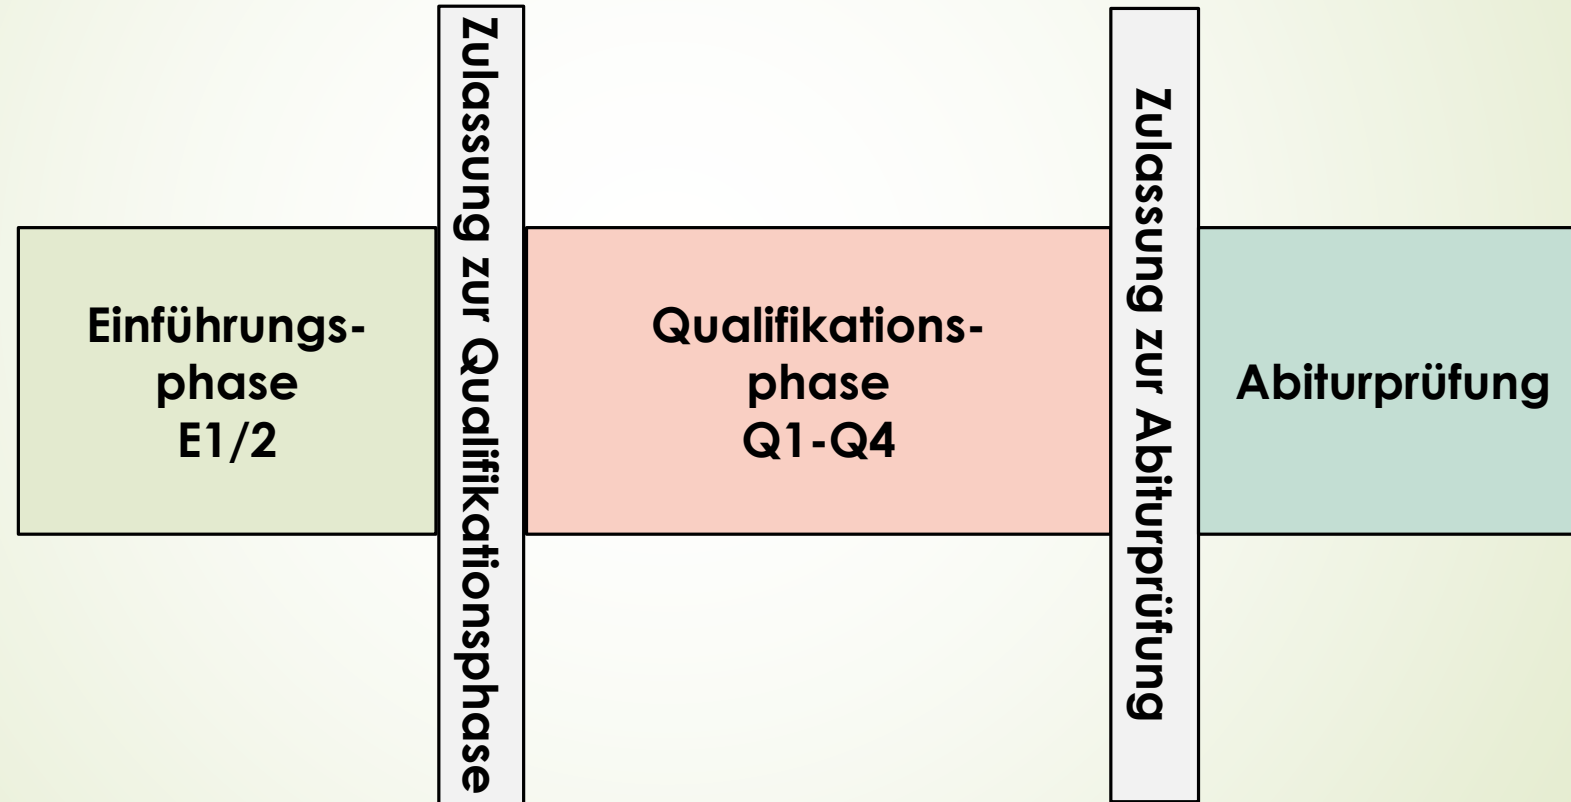 Einführungs-
phase
E1/2
Zulassung zur Qualifikationsphase
Qualifikations-
phase
Q1-Q4
Zulassung zur Abiturprüfung
Abiturprüfung